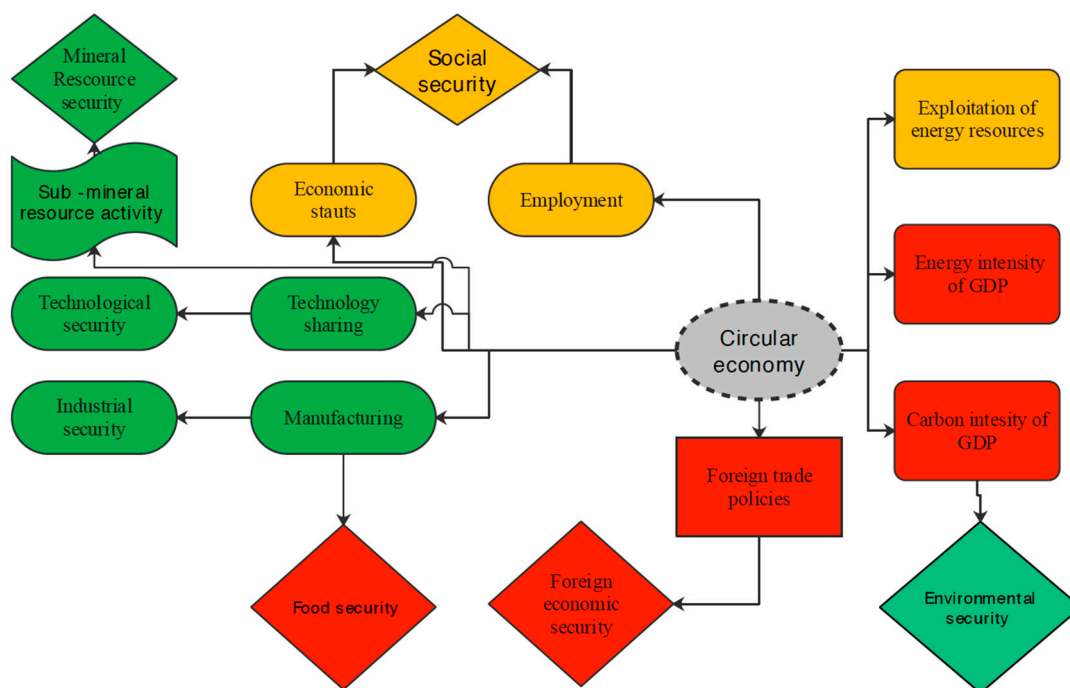 Mineral
Rescource
security
Social
security
Exploitation of
energy resources
Sub -mineral
resource activity
Economic
stauts
Employment
Energy intensity
of GDP
Technological
security
Technology
sharing
Circular
economy
Industrial
security
Manufacturing
Carbon intesity of
GDP
Foreign trade
policies
Food security
Foreign
economic
security
Environmental
security